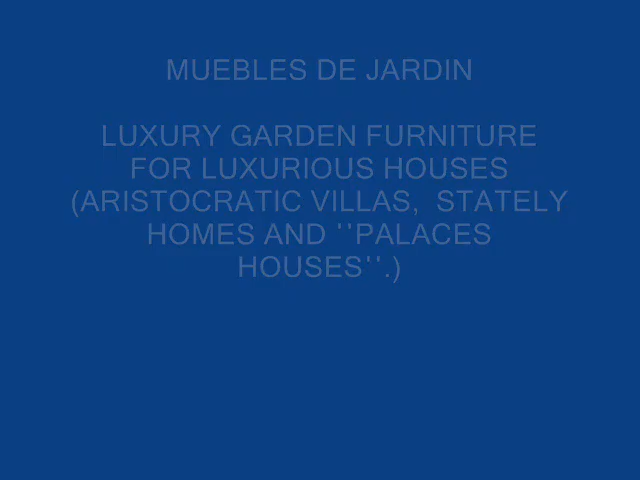 MUEBLES DE JARDIN
LUXURY GARDEN FURNITURE
FOR LUXURIOUS HOUSES
(ARISTOCRATIC VILLAS,  STATELY
HOMES AND ''PALACES
HOUSES''.)